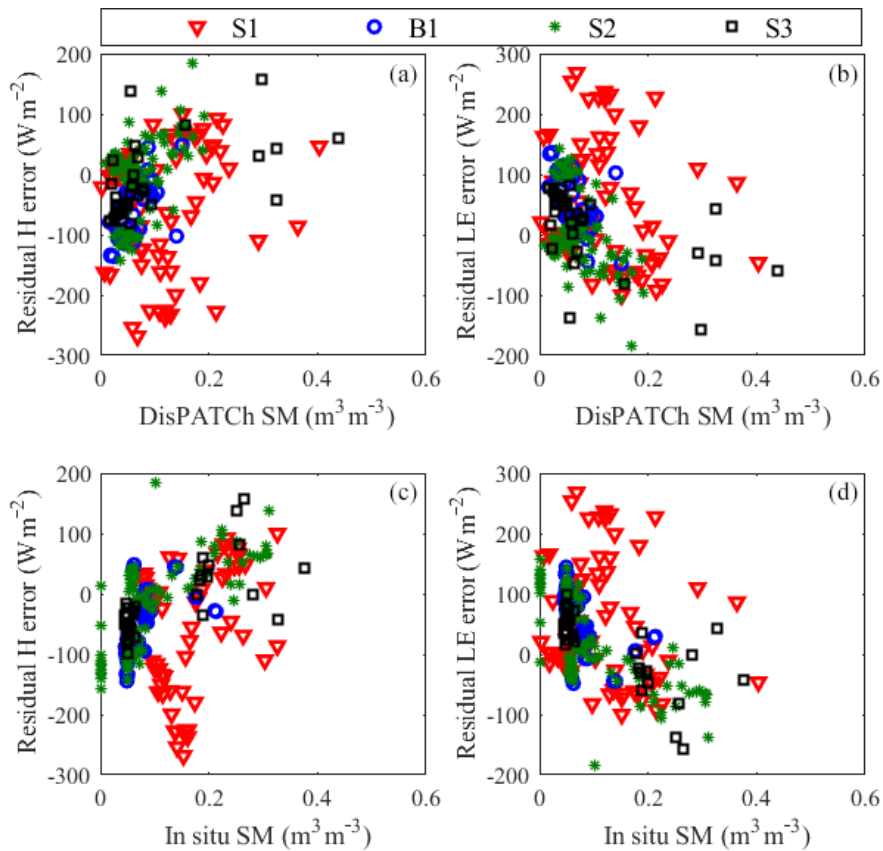 S1 B1 S2 S3
(a)
200
100
0
-100
-200
-300
Residual H error (W m⁻²)
0 0.2 0.4 0.6
DisPATCh SM (m³ m⁻³)
(b)
300
200
100
0
-100
-200
Residual LE error (W m⁻²)
0 0.2 0.4 0.6
DisPATCh SM (m³ m⁻³)
(c)
200
100
0
-100
-200
-300
Residual H error (W m⁻²)
0 0.2 0.4 0.6
In situ SM (m³ m⁻³)
(d)
300
200
100
0
-100
-200
Residual LE error (W m⁻²)
0 0.2 0.4 0.6
In situ SM (m³ m⁻³)